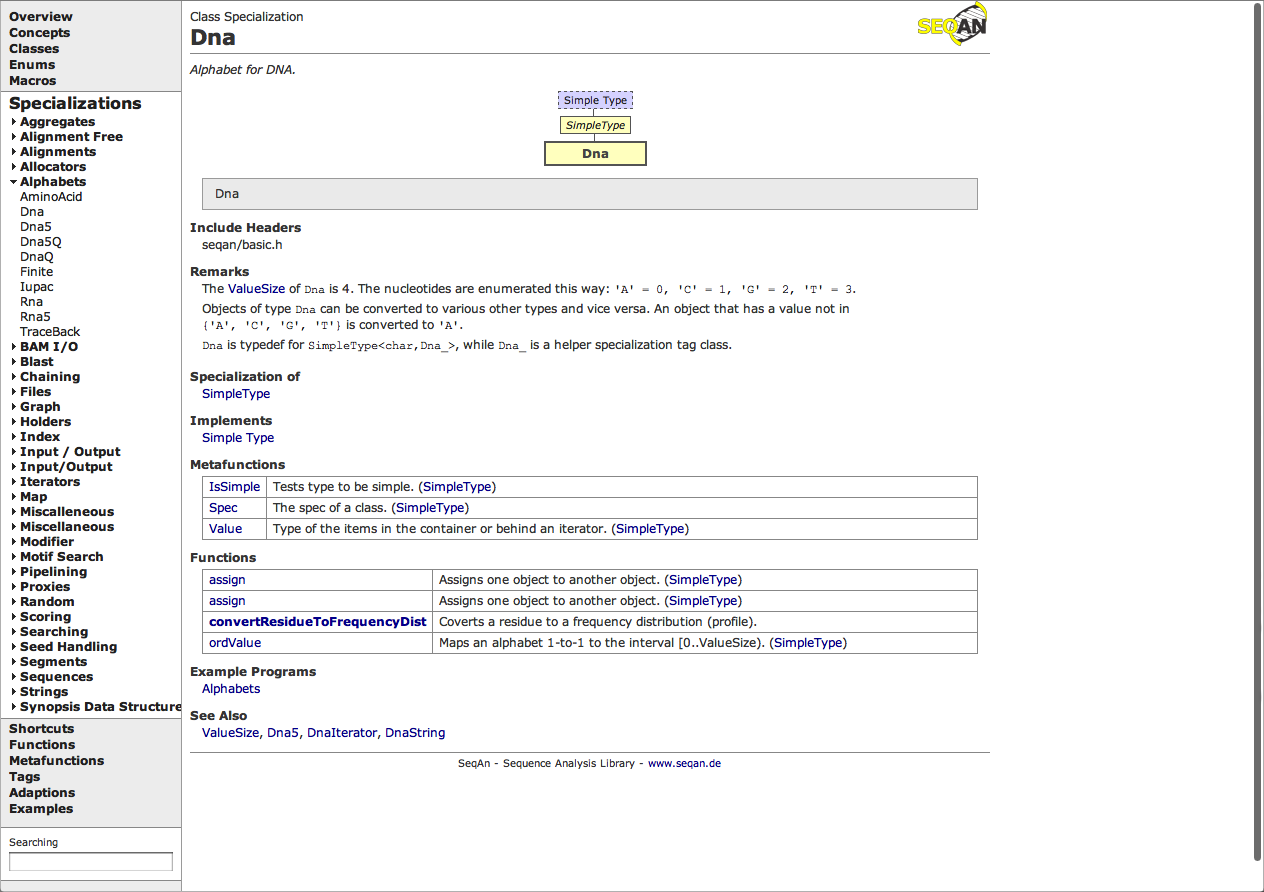 Overview
Concepts
Classes
Enums
Macros
Specializations
Aggregates
Alignment Free
Alignments
Allocators
Alphabets
AminoAcid
Dna
Dna5
Dna5Q
DnaQ
Finite
Iupac
Rna
Rna5
TraceBack
BAM I/O
Blast
Chaining
Files
Graph
Holders
Index
Input / Output
Input/Output
Iterators
Map
Miscalleneous
Miscellaneous
Modifier
Motif Search
Pipelining
Proxies
Random
Scoring
Searching
Seed Handling
Segments
Sequences
Strings
Synopsis Data Structure
Shortcuts
Functions
Metafunctions
Tags
Adaptions
Examples
Searching
Class Specialization
Dna
SEQAN
Alphabet for DNA.
Simple Type
SimpleType
Dna
Dna
Include Headers
seqan/basic.h
Remarks
The ValueSize of Dna is 4. The nucleotides are enumerated this way: 'A' = 0, 'C' = 1, 'G' = 2, 'T' = 3.
Objects of type Dna can be converted to various other types and vice versa. An object that has a value not in
{'A', 'C', 'G', 'T'} is converted to 'A'.
Dna is typedef for SimpleType<char,Dna_>, while Dna_ is a helper specialization tag class.
Specialization of
SimpleType
Implements
Simple Type
Metafunctions
IsSimple Tests type to be simple. (SimpleType)
Spec The spec of a class. (SimpleType)
Value Type of the items in the container or behind an iterator. (SimpleType)
Functions
assign Assigns one object to another object. (SimpleType)
assign Assigns one object to another object. (SimpleType)
convertResidueToFrequencyDist Coverts a residue to a frequency distribution (profile).
ordValue Maps an alphabet 1-to-1 to the interval [0..ValueSize). (SimpleType)
Example Programs
Alphabets
See Also
ValueSize, Dna5, DnaIterator, DnaString
SeqAn - Sequence Analysis Library - www.seqan.de